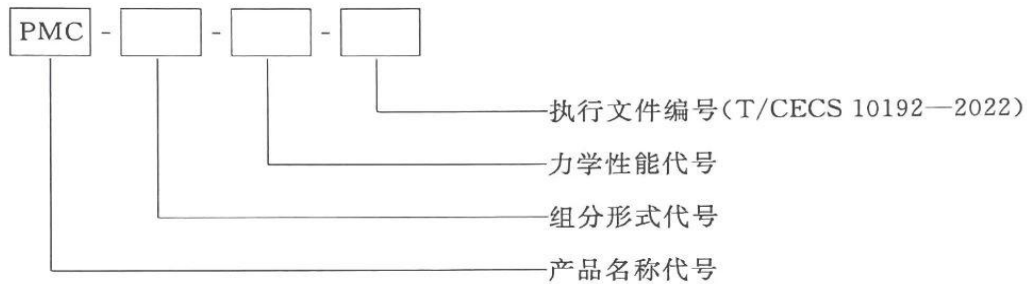 PMC - - -
执行文件编号(T/CECS 10192—2022)
力学性能代号
组分形式代号
产品名称代号